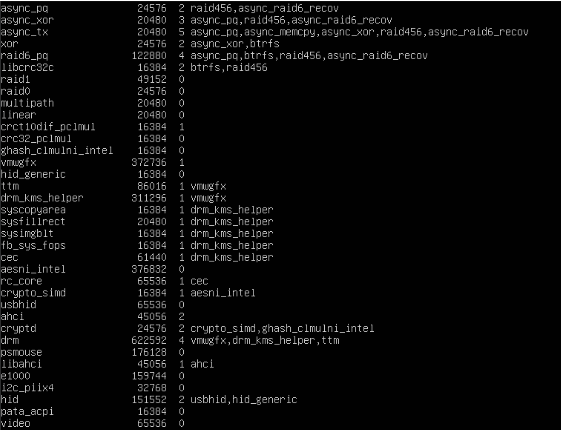 async_pq 24576 2 raid456,async_raid6_recov
async_xor 20480 3 async_pq,raid456,async_raid6_recov
async_tx 20480 5 async_pq,async_memcpy,async_xor,raid456,async_raid6_recov
xor 24576 2 async_xor,btrfs
raid6_pq 122880 4 async_pq,btrfs,raid456,async_raid6_recov
libcrc32c 16384 2 btrfs,raid456
raid1 49152 0
raid0 24576 0
multipath 20480 0
linear 20480 0
crct10dif_pclmul 16384 1
crc32_pclmul 16384 0
ghash_clmulni_intel 16384 0
vmwgfx 372736 1
hid_generic 16384 0
ttm 86016 1 vmwgfx
drm_kms_helper 311296 1 vmwgfx
syscopyarea 16384 1 drm_kms_helper
sysfillrect 20480 1 drm_kms_helper
sysimgblt 16384 1 drm_kms_helper
fb_sys_fops 16384 1 drm_kms_helper
cec 61440 1 drm_kms_helper
aesni_intel 376832 0
rc_core 65536 1 cec
crypto_simd 16384 1 aesni_intel
usbhid 65536 0
ahci 45056 2
cryptd 24576 2 crypto_simd,ghash_clmulni_intel
drm 622592 4 vmwgfx,drm_kms_helper,ttm
psmouse 176128 0
libahci 45056 1 ahci
e1000 159744 0
i2c_piix4 32768 0
hid 151552 2 usbhid,hid_generic
pata_acpi 16384 0
video 65536 0